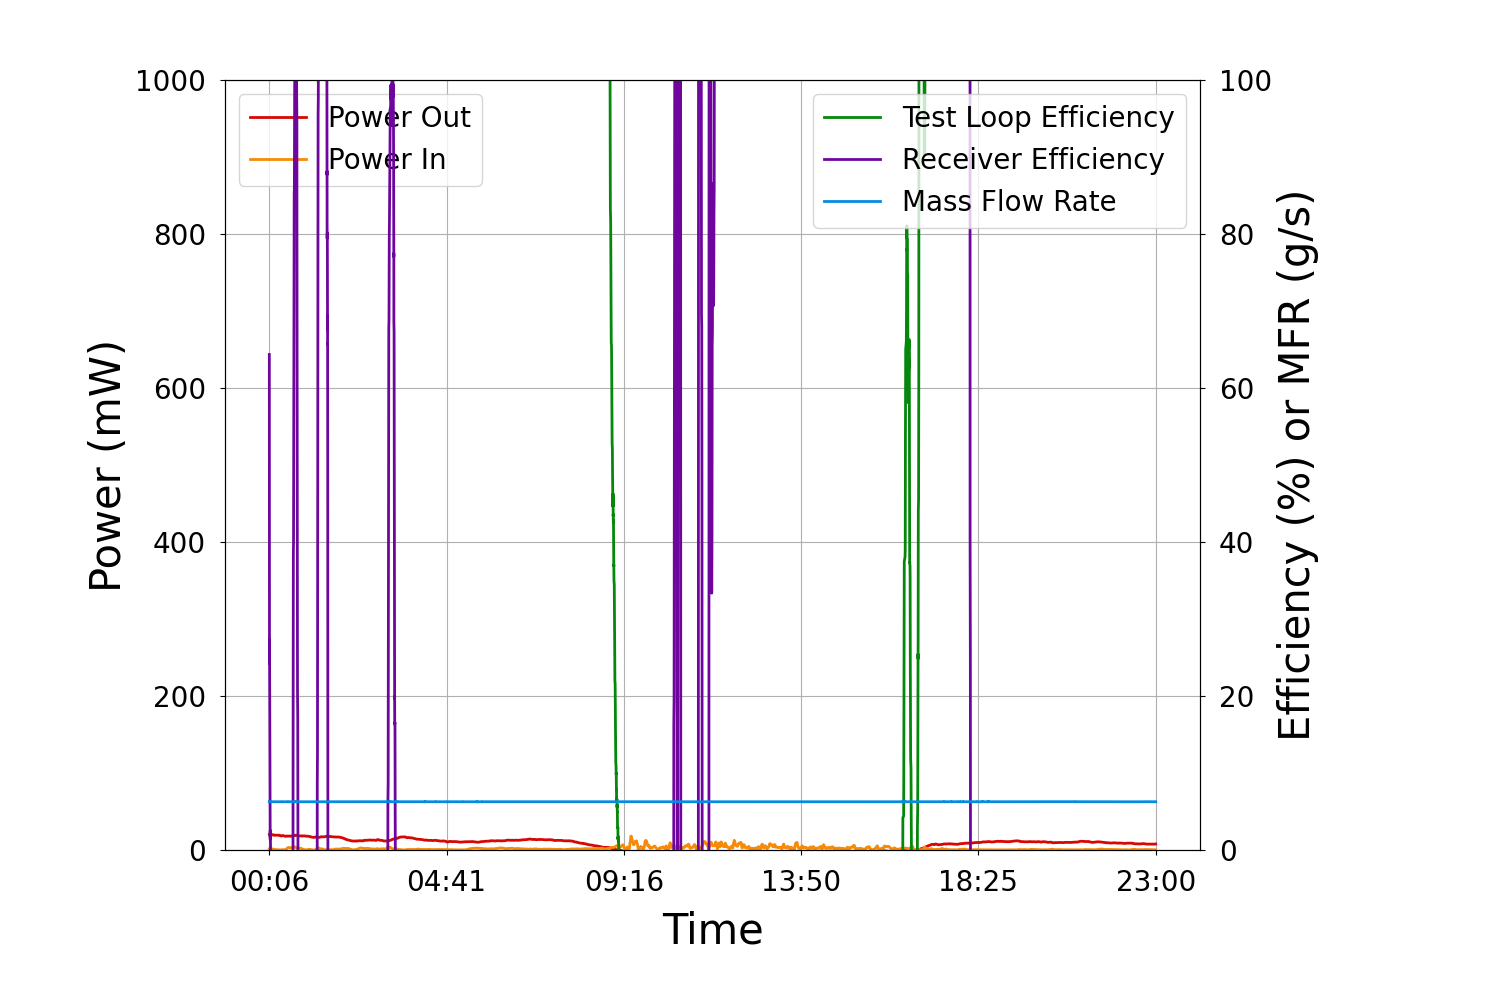 1000
800
600
400
200
0
Power (mW)
Power Out
Power In
Test Loop Efficiency
Receiver Efficiency
Mass Flow Rate
100
80
60
40
20
0
Efficiency (%) or MFR (g/s)
00:06 04:41 09:16 13:50 18:25 23:00
Time